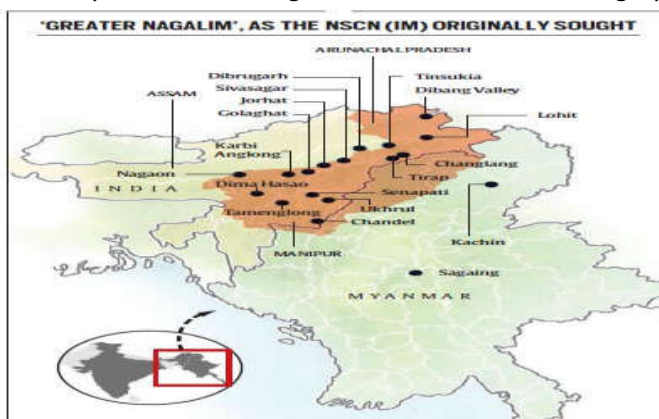 'GREATER NAGALIM', AS THE NSCN (IM) ORIGINALLY SOUGHT
ARUNACHAL PRADESH
Dibrugarh
Tinsukia
Sivasagar
Dibang Valley
ASSAM
Jorhat
Lohit
Golaghat
Karbi
Anglong
Nagaon
Changlang
INDIA
Dima Hasao
Tirap
Senapati
Tamenglong
Ukhrul
Chandel
Kachin
MANIPUR
Sagaing
MYANMAR